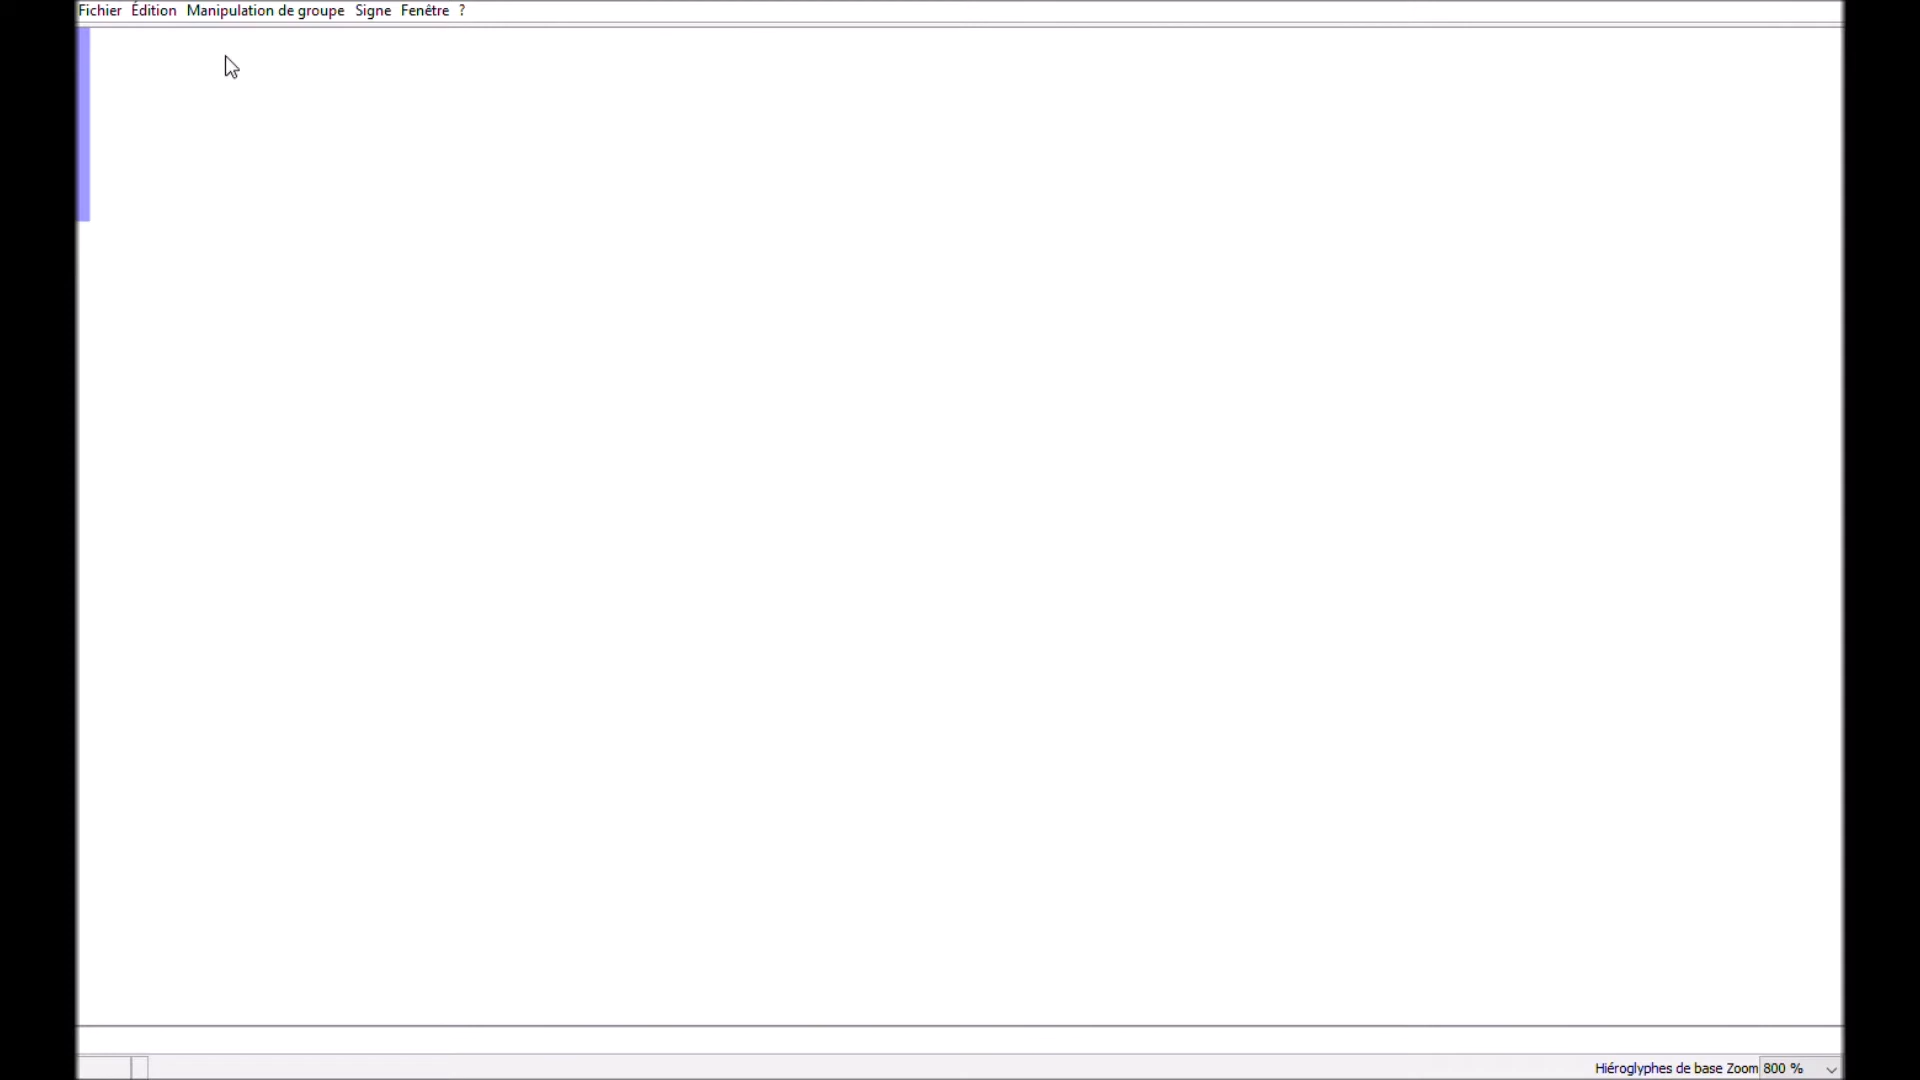 Fichier Édition Manipulation de groupe Signe Fenêtre ?
Hiéroglyphes de base Zoom 800 %